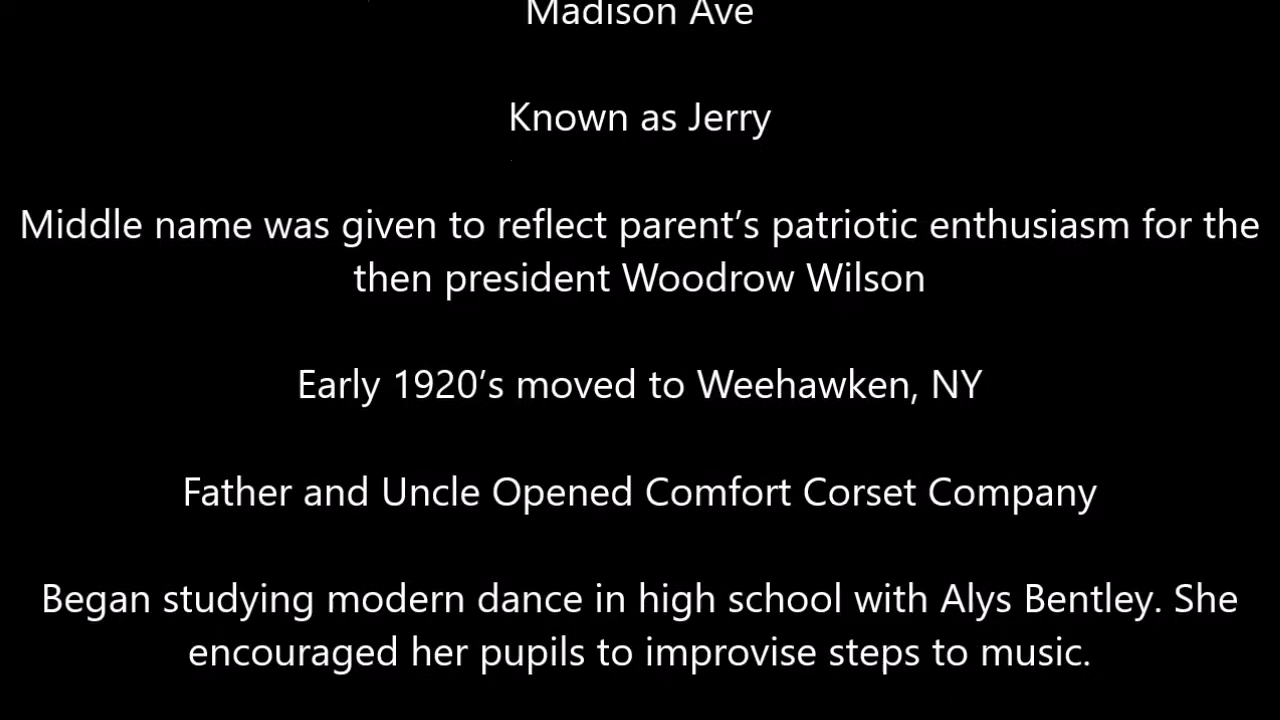 Madison Ave
Known as Jerry
Middle name was given to reflect parent’s patriotic enthusiasm for the
then president Woodrow Wilson
Early 1920’s moved to Weehawken, NY
Father and Uncle Opened Comfort Corset Company
Began studying modern dance in high school with Alys Bentley. She
encouraged her pupils to improvise steps to music.